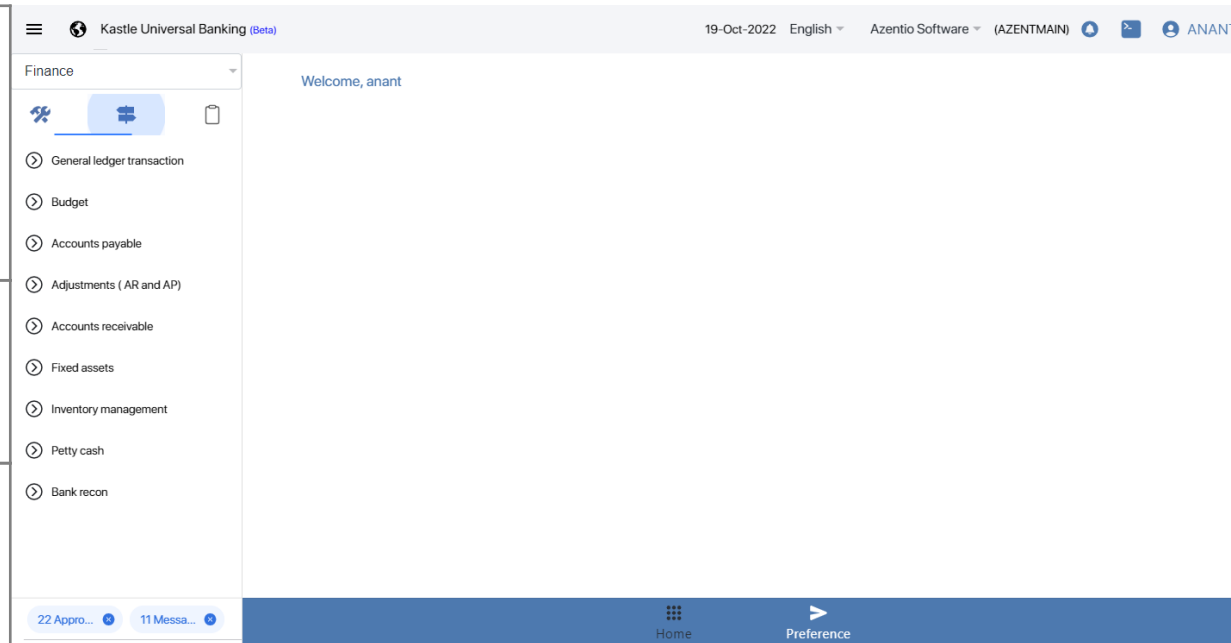 Kastle Universal Banking (Beta)
19-Oct-2022 English Azentio Software (AZENTMAIN) ANANT
Finance
Welcome, anant
General ledger transaction
Budget
Accounts payable
Adjustments ( AR and AP)
Accounts receivable
Fixed assets
Inventory management
Petty cash
Bank recon
22 Appro... 11 Messa...
Home Preference